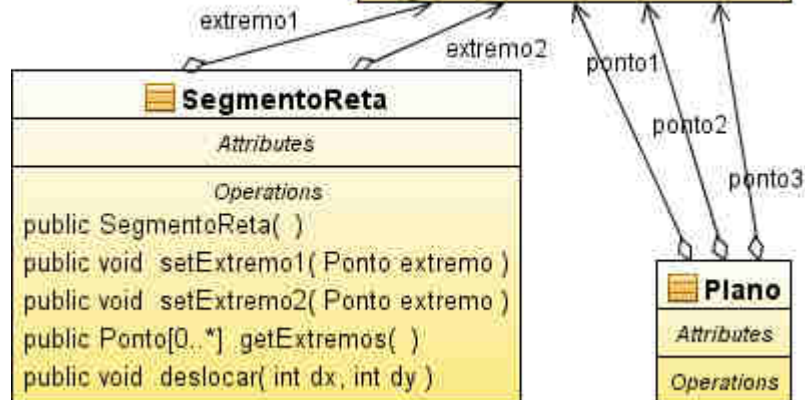 extremo1
extremo2
ponto1
ponto2
ponto3
SegmentoReta
Attributes
Operations
public SegmentoReta( )
public void setExtremo1( Ponto extremo )
public void setExtremo2( Ponto extremo )
public Ponto[0..*] getExtremos( )
public void deslocar( int dx, int dy )
Plano
Attributes
Operations